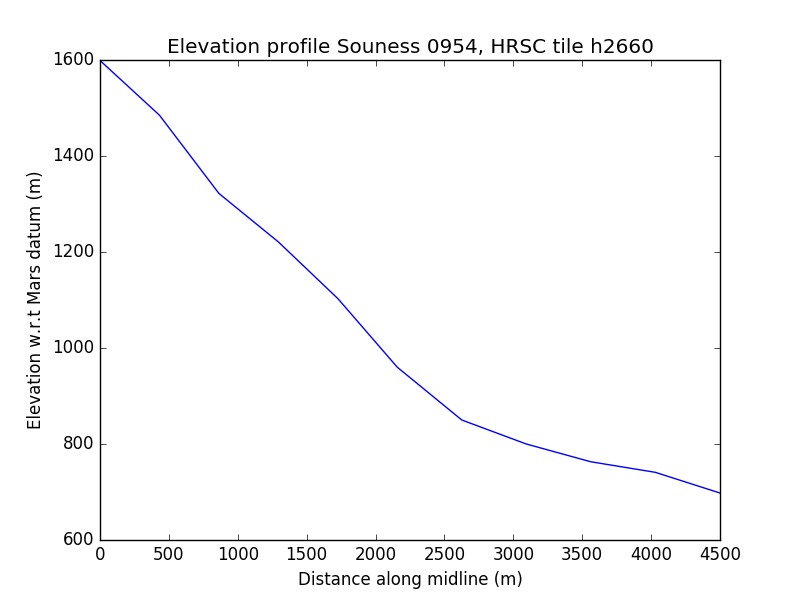 Elevation profile Souness 0954, HRSC tile h2660
1600
1400
1200
1000
800
600
Elevation w.r.t Mars datum (m)
0 500 1000 1500 2000 2500 3000 3500 4000 4500
Distance along midline (m)